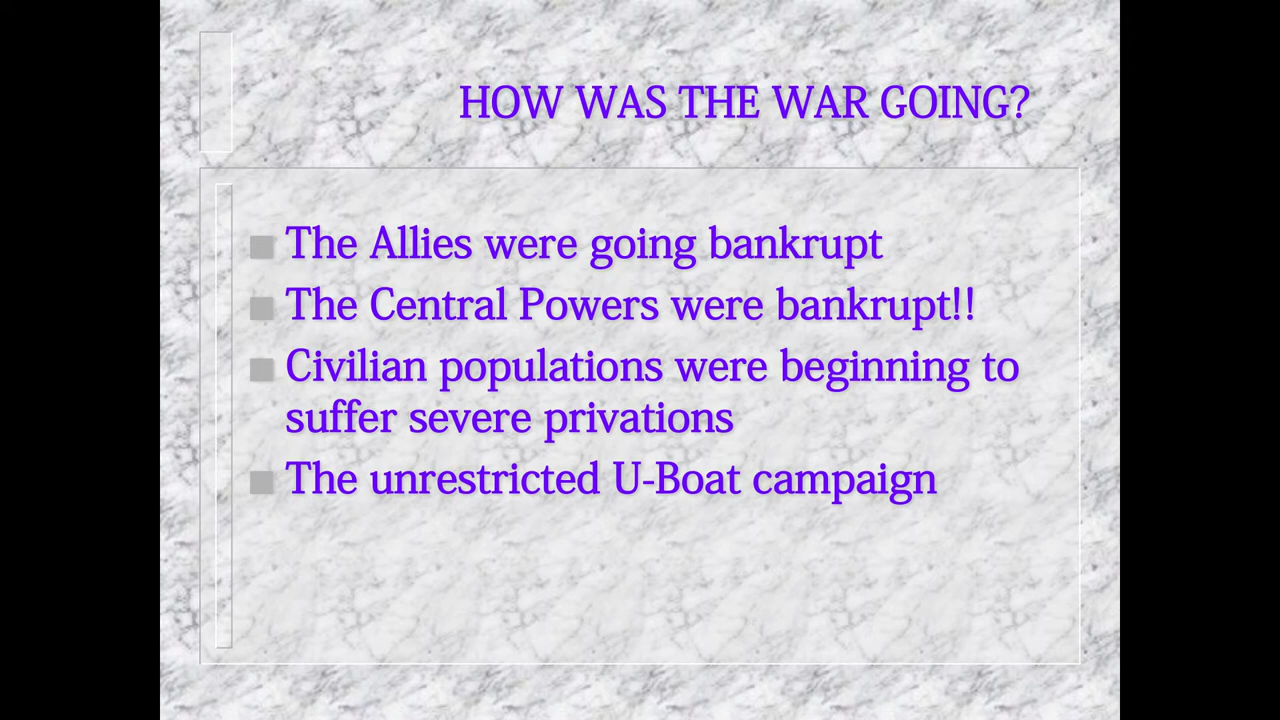 HOW WAS THE WAR GOING?
The Allies were going bankrupt
The Central Powers were bankrupt!!
Civilian populations were beginning to
suffer severe privations
The unrestricted U-Boat campaign